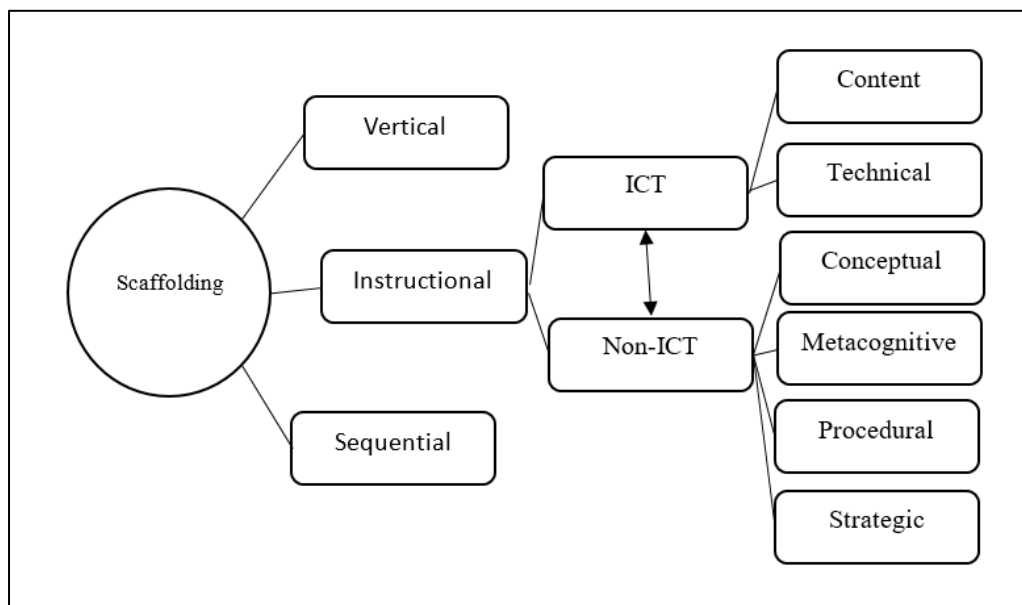 Scaffolding
Vertical
Instructional
Sequential
ICT
Non-ICT
Content
Technical
Conceptual
Metacognitive
Procedural
Strategic